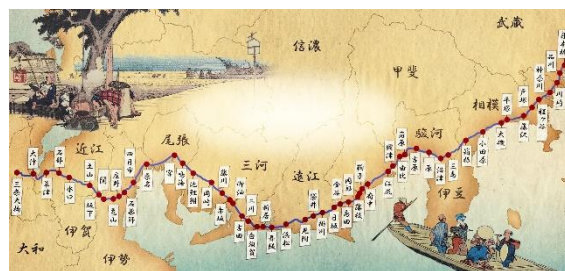 武蔵
信濃
甲斐
相模
駿河
伊豆
遠江
三河
尾張
近江
伊賀
伊勢
大和
日本橋
品川
川崎
神奈川
程ヶ谷
戸塚
藤沢
平塚
大磯
小田原
箱根
三島
沼津
原
吉原
蒲原
由比
興津
江尻
府中
鞠子
岡部
藤枝
島田
金谷
日坂
掛川
袋井
見附
浜松
舞坂
新居
白須賀
二川
吉田
御油
赤坂
藤川
岡崎
池鯉鮒
鳴海
宮
桑名
四日市
石薬師
庄野
亀山
関
坂下
土山
水口
石部
草津
大津
三条大橋